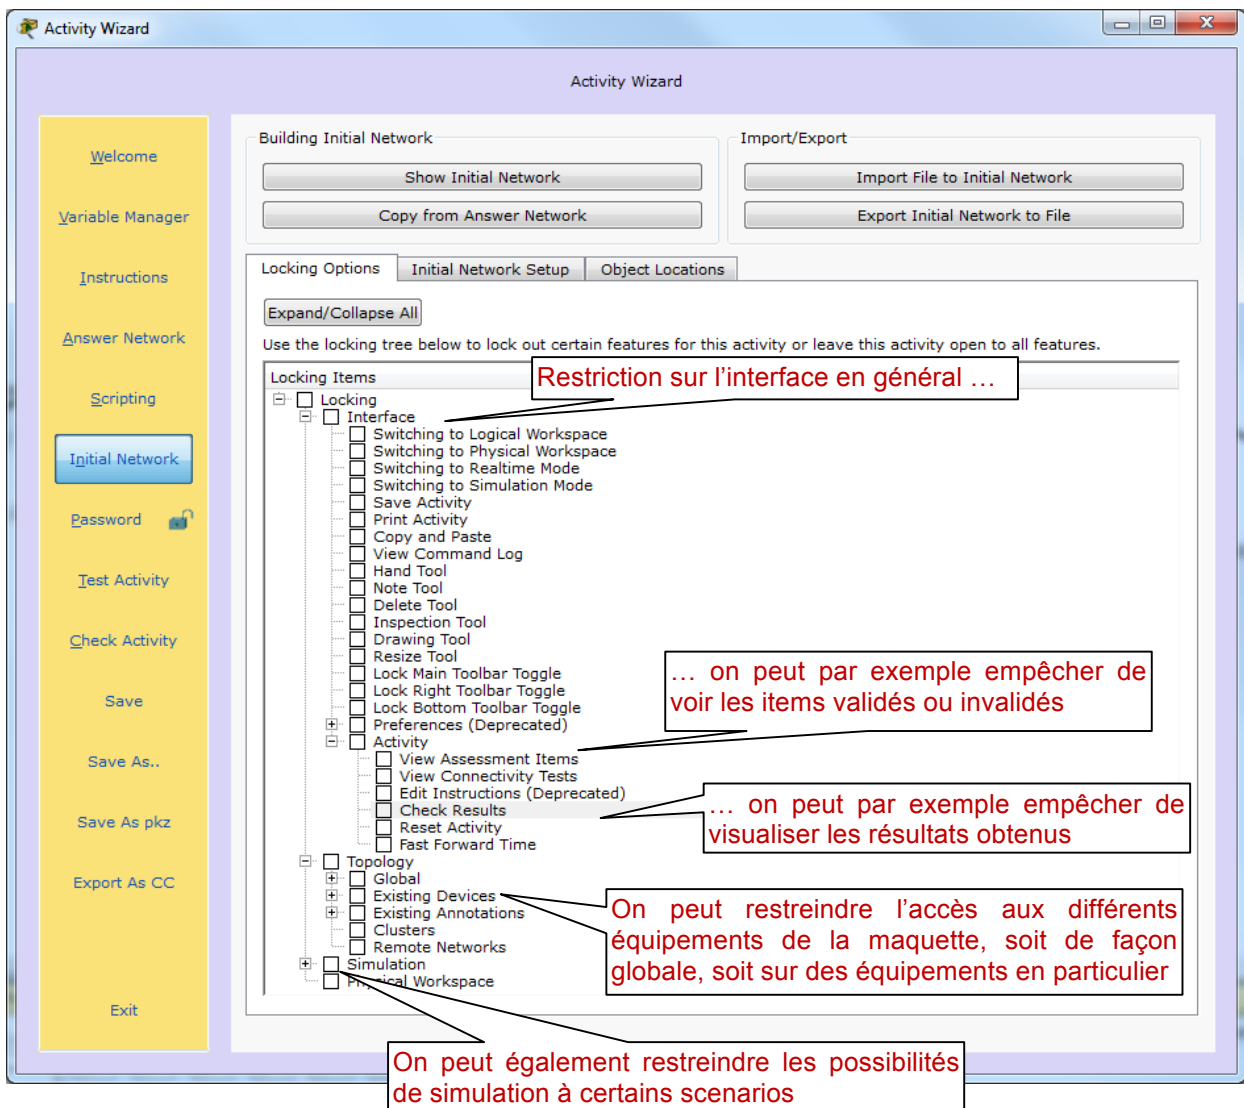 Activity Wizard
Activity Wizard
Welcome
Variable Manager
Instructions
Answer Network
Scripting
Initial Network
Password
Test Activity
Check Activity
Save
Save As..
Save As pkz
Export As CC
Exit
Building Initial Network
Show Initial Network
Copy from Answer Network
Import/Export
Import File to Initial Network
Export Initial Network to File
Locking Options
Initial Network Setup
Object Locations
Expand/Collapse All
Use the locking tree below to lock out certain features for this activity or leave this activity open to all features.
Locking Items
Restriction sur l’interface en général …
Locking
Interface
Switching to Logical Workspace
Switching to Physical Workspace
Switching to Realtime Mode
Switching to Simulation Mode
Save Activity
Print Activity
Copy and Paste
View Command Log
Hand Tool
Note Tool
Delete Tool
Inspection Tool
Drawing Tool
Resize Tool
Lock Main Toolbar Toggle
Lock Right Toolbar Toggle
Lock Bottom Toolbar Toggle
Preferences (Deprecated)
Activity
View Assessment Items
View Connectivity Tests
Edit Instructions (Deprecated)
Check Results
Reset Activity
Fast Forward Time
Topology
Global
Existing Devices
Existing Annotations
Clusters
Remote Networks
Simulation
Physical Workspace
… on peut par exemple empêcher de
voir les items validés ou invalidés
… on peut par exemple empêcher de
visualiser les résultats obtenus
On peut restreindre l’accès aux différents
équipements de la maquette, soit de façon
globale, soit sur des équipements en particulier
On peut également restreindre les possibilités
de simulation à certains scenarios